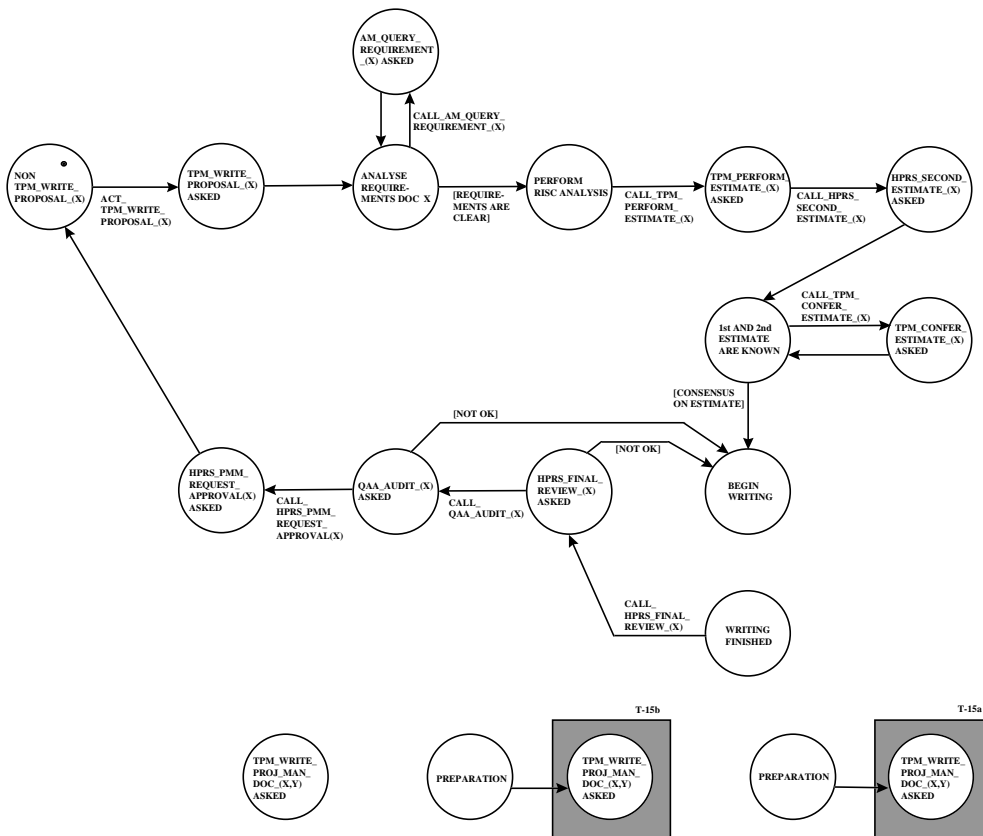 AM_QUERY_
REQUIREMENT_
_(X) ASKED
CALL_AM_QUERY_
REQUIREMENT_(X)
NON
TPM_WRITE_
PROPOSAL_(X)
ACT_
TPM_WRITE_
PROPOSAL_(X)
TPM_WRITE_
PROPOSAL_(X)
ASKED
ANALYSE
REQUIRE-
MENTS DOC X
[REQUIRE-
MENTS ARE
CLEAR]
PERFORM
RISC ANALYSIS
CALL_TPM_
PERFORM_
ESTIMATE_(X)
TPM_PERFORM_
ESTIMATE_(X)
ASKED
CALL_HPRS_
SECOND_
ESTIMATE_(X)
HPRS_SECOND_
ESTIMATE_(X)
ASKED
CALL_TPM_
CONFER_
ESTIMATE_(X)
1st AND 2nd
ESTIMATE
ARE KNOWN
TPM_CONFER_
ESTIMATE_(X)
ASKED
[CONSENSUS
ON ESTIMATE]
[NOT OK]
[NOT OK]
HPRS_PMM_
REQUEST_
APPROVAL(X)
ASKED
CALL_
HPRS_PMM_
REQUEST_
APPROVAL(X)
QAA_AUDIT_(X)
ASKED
CALL_
QAA_AUDIT_(X)
HPRS_FINAL_
REVIEW_(X)
ASKED
BEGIN
WRITING
CALL_
HPRS_FINAL_
REVIEW_(X)
WRITING
FINISHED
T-15b
T-15a
TPM_WRITE_
PROJ_MAN_
DOC_(X,Y)
ASKED
PREPARATION
TPM_WRITE_
PROJ_MAN_
DOC_(X,Y)
ASKED
PREPARATION
TPM_WRITE_
PROJ_MAN_
DOC_(X,Y)
ASKED